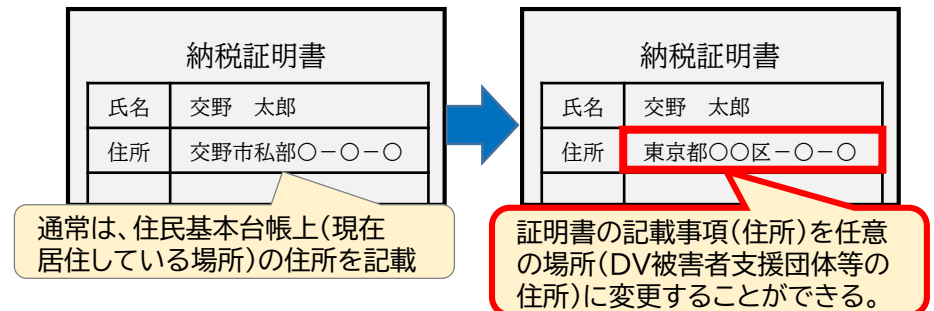 納税証明書
氏名 交野 太郎
住所 交野市私部○－○－○
通常は、住民基本台帳上(現在
居住している場所)の住所を記載
納税証明書
氏名 交野 太郎
住所 東京都○○区－○－○
証明書の記載事項(住所)を任意
の場所(DV被害者支援団体等の
住所)に変更することができる。